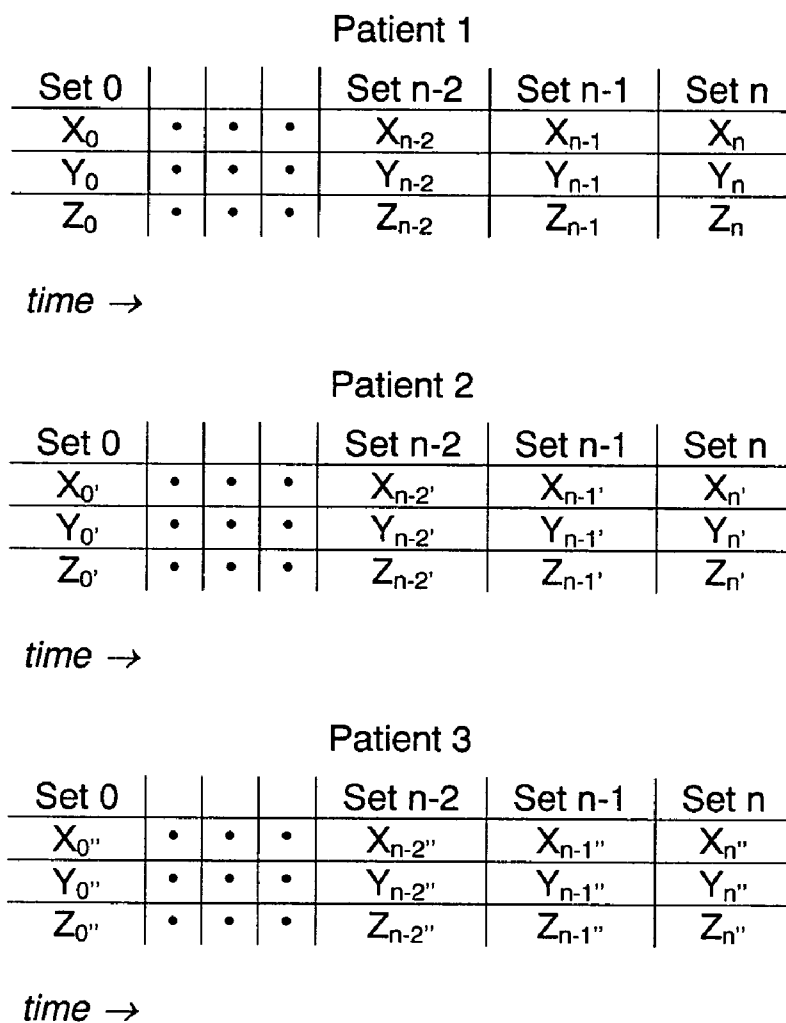 Patient 1
Set 0 Set n-2 Set n-1 Set n
X₀ • • • Xₙ₋₂ Xₙ₋₁ Xₙ
Y₀ • • • Yₙ₋₂ Yₙ₋₁ Yₙ
Z₀ • • • Zₙ₋₂ Zₙ₋₁ Zₙ
time →
Patient 2
Set 0 Set n-2 Set n-1 Set n
X₀' • • • Xₙ₋₂' Xₙ₋₁' Xₙ'
Y₀' • • • Yₙ₋₂' Yₙ₋₁' Yₙ'
Z₀' • • • Zₙ₋₂' Zₙ₋₁' Zₙ'
time →
Patient 3
Set 0 Set n-2 Set n-1 Set n
X₀" • • • Xₙ₋₂" Xₙ₋₁" Xₙ"
Y₀" • • • Yₙ₋₂" Yₙ₋₁" Yₙ"
Z₀" • • • Zₙ₋₂" Zₙ₋₁" Zₙ"
time →